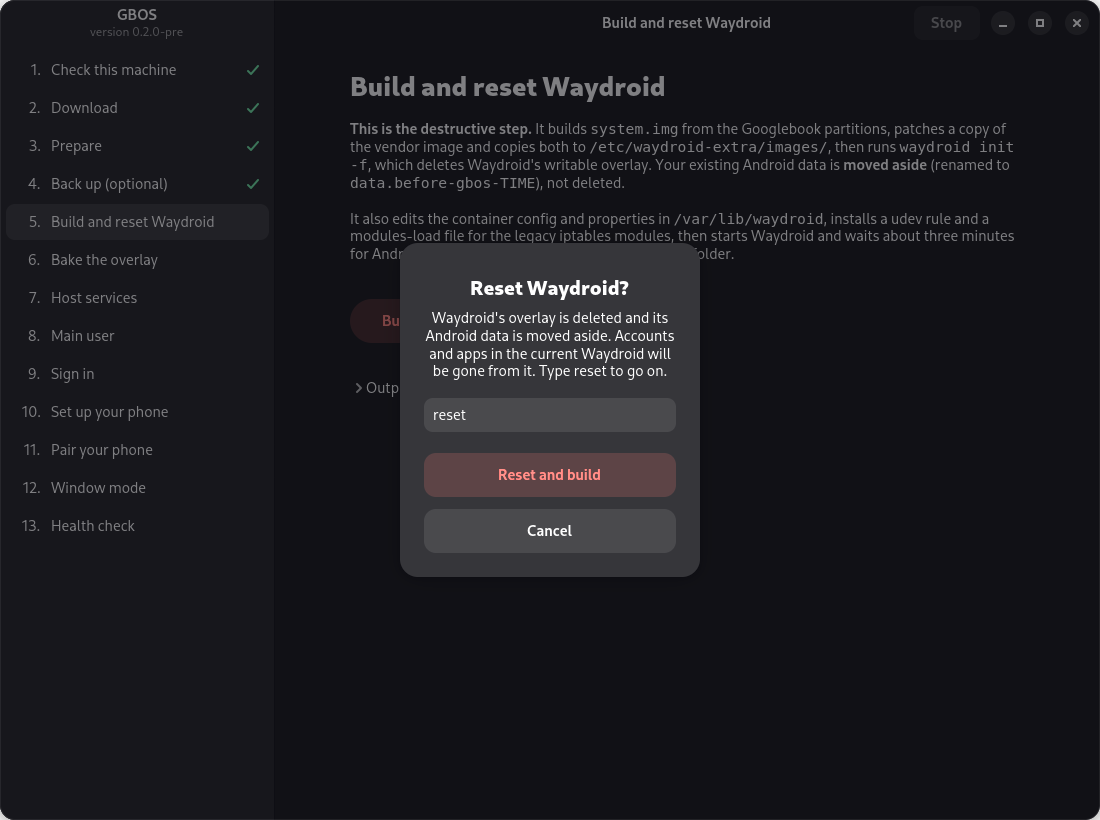 GBOS
version 0.2.0-pre
1. Check this machine
2. Download
3. Prepare
4. Back up (optional)
5. Build and reset Waydroid
6. Bake the overlay
7. Host services
8. Main user
9. Sign in
10. Set up your phone
11. Pair your phone
12. Window mode
13. Health check
Build and reset Waydroid
Stop
Build and reset Waydroid
This is the destructive step. It builds system.img from the Googlebook partitions, patches a copy of
the vendor image and copies both to /etc/waydroid-extra/images/, then runs waydroid init
-f, which deletes Waydroid's writable overlay. Your existing Android data is moved aside (renamed to
data.before-gbos-TIME), not deleted.
It also edits the container config and properties in /var/lib/waydroid, installs a udev rule and a
modules-load file for the legacy iptables modules, then starts Waydroid and waits about three minutes
for
Reset Waydroid?
Waydroid's overlay is deleted and its
Android data is moved aside. Accounts
and apps in the current Waydroid will
be gone from it. Type reset to go on.
reset
Reset and build
Cancel